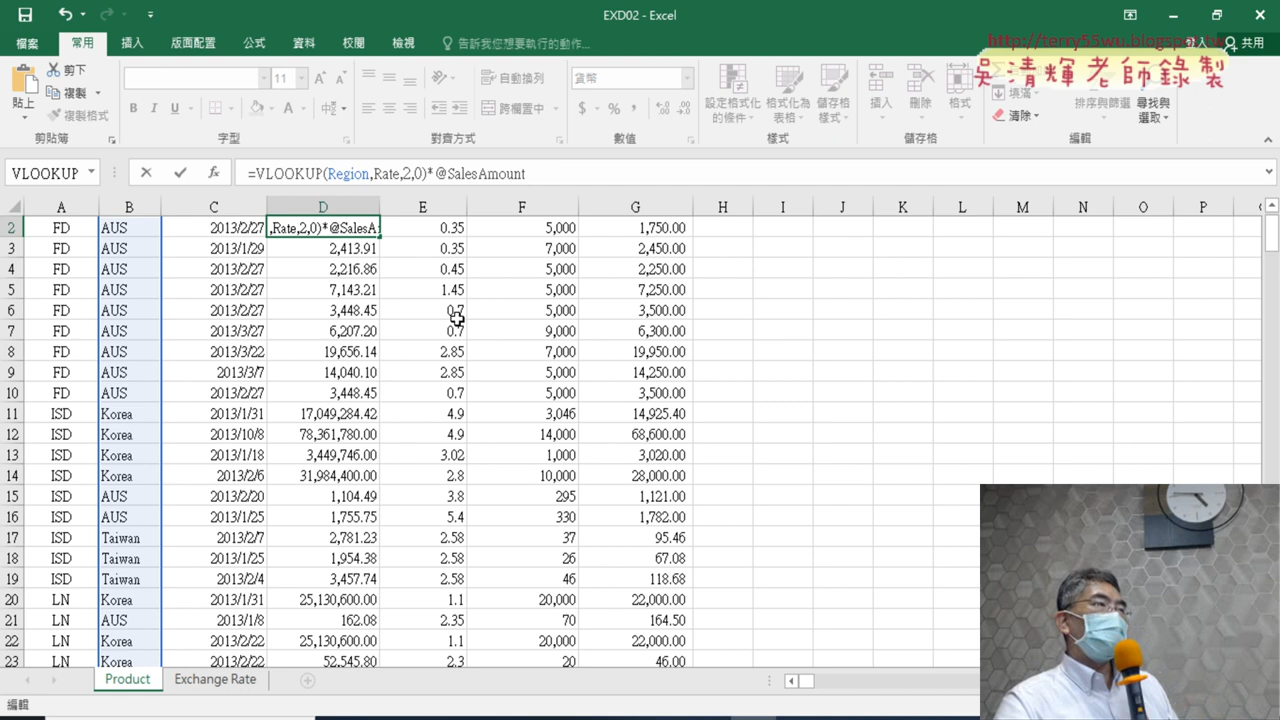 EXD02 - Excel
http://terry55wu.blogspot.tw
吳清輝老師錄製
檔案 常用 插入 版面配置 公式 資料 校閱 檢視 告訴我您想要執行的動作... 共用
貼上 剪下 複製 複製格式 剪貼簿
11 字型
自動換列 跨欄置中 對齊方式
貨幣 數值
設定格式化的條件 格式化為表格 儲存格樣式 樣式
插入 刪除 格式 儲存格
填滿 清除 排序與篩選 尋找與選取 編輯
VLOOKUP =VLOOKUP(Region,Rate,2,0)*@SalesAmount
A B C D E F G H I J K L M N O P
2 FD AUS 2013/2/27 ,Rate,2,0)*@SalesA 0.35 5,000 1,750.00
3 FD AUS 2013/1/29 2,413.91 0.35 7,000 2,450.00
4 FD AUS 2013/2/27 2,216.86 0.45 5,000 2,250.00
5 FD AUS 2013/2/27 7,143.21 1.45 5,000 7,250.00
6 FD AUS 2013/2/27 3,448.45 0.7 5,000 3,500.00
7 FD AUS 2013/3/27 6,207.20 0.7 9,000 6,300.00
8 FD AUS 2013/3/22 19,656.14 2.85 7,000 19,950.00
9 FD AUS 2013/3/7 14,040.10 2.85 5,000 14,250.00
10 FD AUS 2013/2/27 3,448.45 0.7 5,000 3,500.00
11 ISD Korea 2013/1/31 17,049,284.42 4.9 3,046 14,925.40
12 ISD Korea 2013/10/8 78,361,780.00 4.9 14,000 68,600.00
13 ISD Korea 2013/1/18 3,449,746.00 3.02 1,000 3,020.00
14 ISD Korea 2013/2/6 31,984,400.00 2.8 10,000 28,000.00
15 ISD AUS 2013/2/20 1,104.49 3.8 295 1,121.00
16 ISD AUS 2013/1/25 1,755.75 5.4 330 1,782.00
17 ISD Taiwan 2013/2/7 2,781.23 2.58 37 95.46
18 ISD Taiwan 2013/1/25 1,954.38 2.58 26 67.08
19 ISD Taiwan 2013/2/4 3,457.74 2.58 46 118.68
20 LN Korea 2013/1/31 25,130,600.00 1.1 20,000 22,000.00
21 LN AUS 2013/1/8 162.08 2.35 70 164.50
22 LN Korea 2013/2/22 25,130,600.00 1.1 20,000 22,000.00
23 LN Korea 2013/2/22 52,545.80 2.3 20 46.00
Product Exchange Rate
編輯